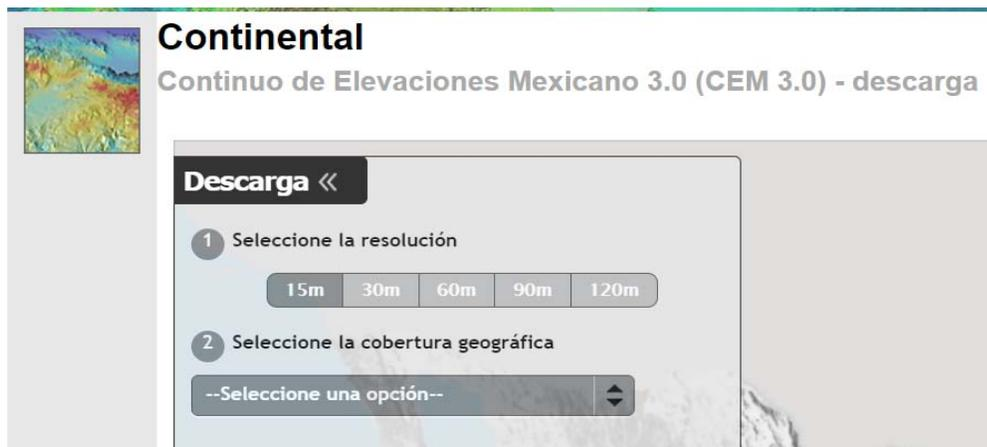 Continental
Continuo de Elevaciones Mexicano 3.0 (CEM 3.0) - descarga
Descarga «
1 Seleccione la resolución
15m 30m 60m 90m 120m
2 Seleccione la cobertura geográfica
--Seleccione una opción--